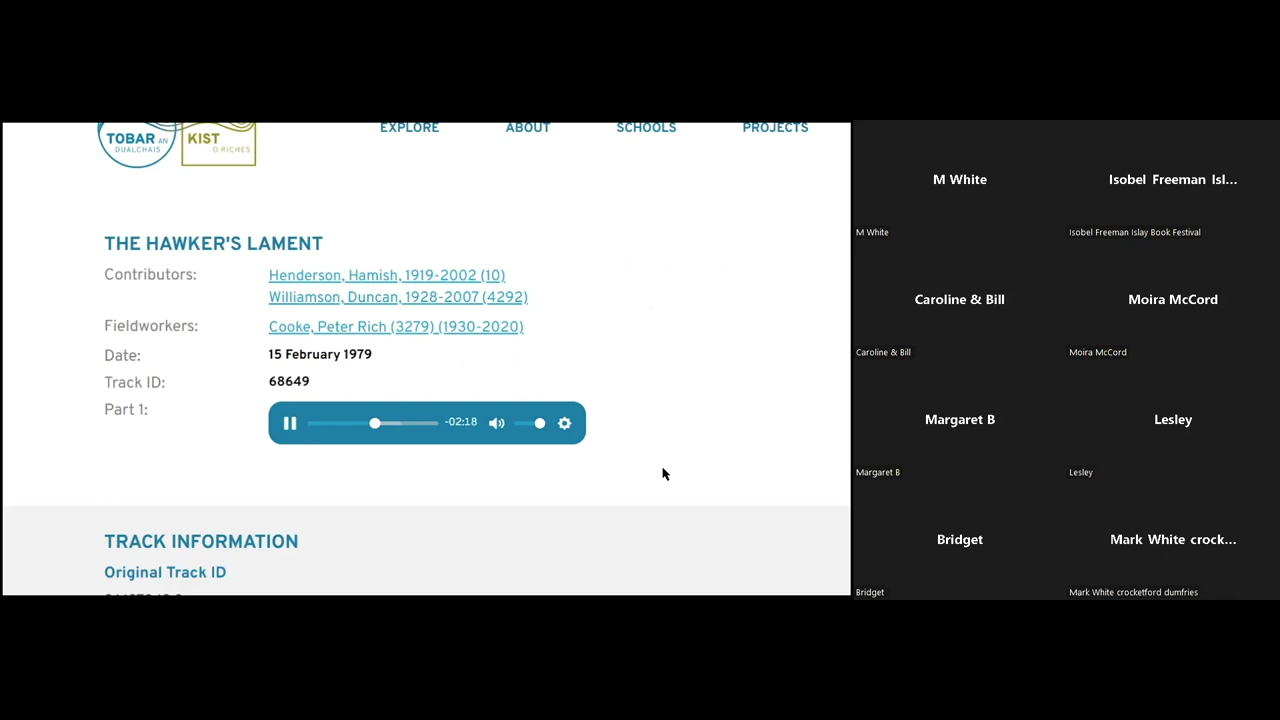 EXPLORE ABOUT SCHOOLS PROJECTS
TOBAR AN
DUALCHAIS
KIST
O RICHES
THE HAWKER'S LAMENT
Contributors: Henderson, Hamish, 1919-2002 (10)
Williamson, Duncan, 1928-2007 (4292)
Fieldworkers: Cooke, Peter Rich (3279) (1930-2020)
Date: 15 February 1979
Track ID: 68649
Part 1: -02:18
TRACK INFORMATION
Original Track ID
M White Isobel Freeman Isl...
M White Isobel Freeman Islay Book Festival
Caroline & Bill Moira McCord
Caroline & Bill Moira McCord
Margaret B Lesley
Margaret B Lesley
Bridget Mark White crock...
Bridget Mark White crocketford dumfries